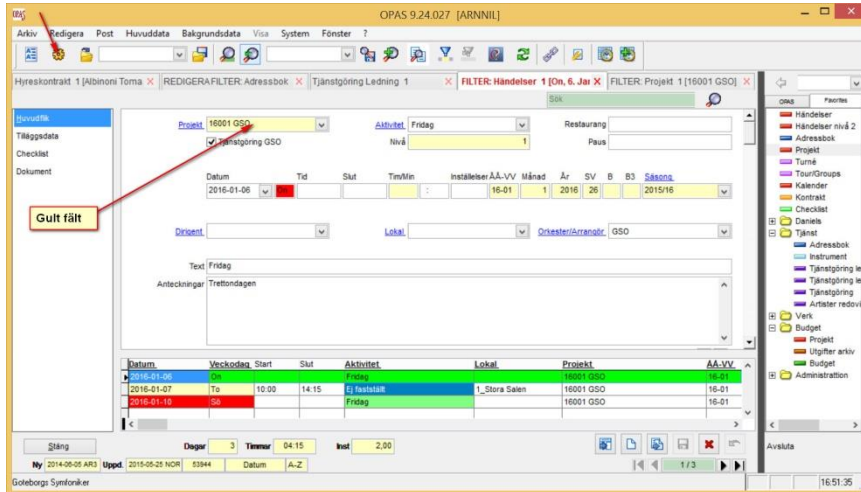 OPAS 9.24.027 [ARNNIL]
Arkiv Redigera Post Huvuddata Bakgrundsdata Visa System Fönster ?
Hyreskontrakt 1 [Albinoni Toma REDIGERAFILTER: Adressbok Tjänstgöring Ledning 1 FILTER: Händelser 1 [On, 6. Jar FILTER: Projekt 1 [16001 GSO]
Sök
Huvudflik
Tilläggsdata
Checklist
Dokument
Gult fält
Projekt 16001 GSO Aktivitet Fridag Restaurang
Tjänstgöring GSO Nivå 1 Paus
Datum Tid Slut Tim/Min Inställelser ÅÅ-VV Månad År SV B B3 Säsong
2016-01-06 On : 16-01 1 2016 26 2015/16
Dirigent Lokal Orkester/Arrangör GSO
Text Fridag
Anteckningar Trettondagen
Datum Veckodag Start Slut Aktivitet Lokal Projekt ÅÅ-VV
2016-01-06 On Fridag 16001 GSO 16-01
2016-01-07 To 10:00 14:15 Ej fastställt 1_Stora Salen 16001 GSO 16-01
2016-01-10 Sö Fridag 16001 GSO 16-01
Stäng Dagar 3 Timmar 04:15 Inst 2,00
Ny 2014-06-05 AR3 Uppd. 2015-05-25 NOR 53944 Datum A-Z 1/3
Goteborgs Symfoniker
OPAS Favorites
Händelser
Händelser nivå 2
Adressbok
Projekt
Turné
Tour/Groups
Kalender
Kontrakt
Checklist
Daniels
Tjänst
Adressbok
Instrument
Tjänstgöring le
Tjänstgöring le
Tjänstgöring
Artister redovi
Verk
Budget
Projekt
Utgifter arkiv
Budget
Administrattion
Avsluta
16:51:35